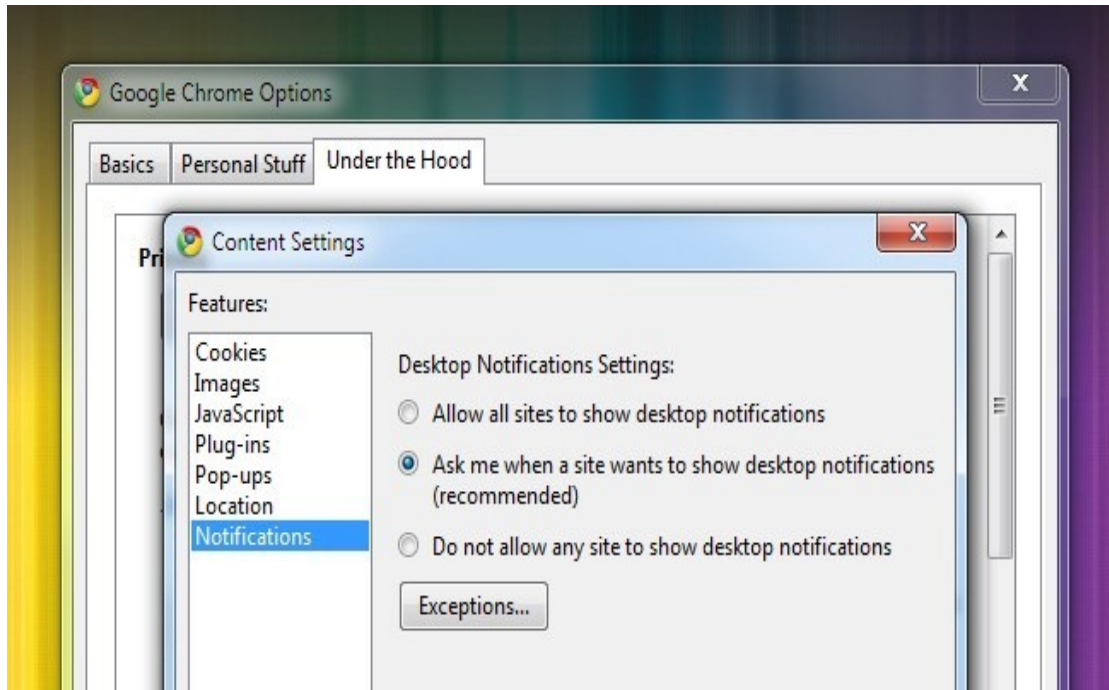 Google Chrome Options
Basics Personal Stuff Under the Hood
Content Settings
Pri
Features:
Cookies
Images
JavaScript
Plug-ins
Pop-ups
Location
Notifications
Desktop Notifications Settings:
Allow all sites to show desktop notifications
Ask me when a site wants to show desktop notifications
(recommended)
Do not allow any site to show desktop notifications
Exceptions...